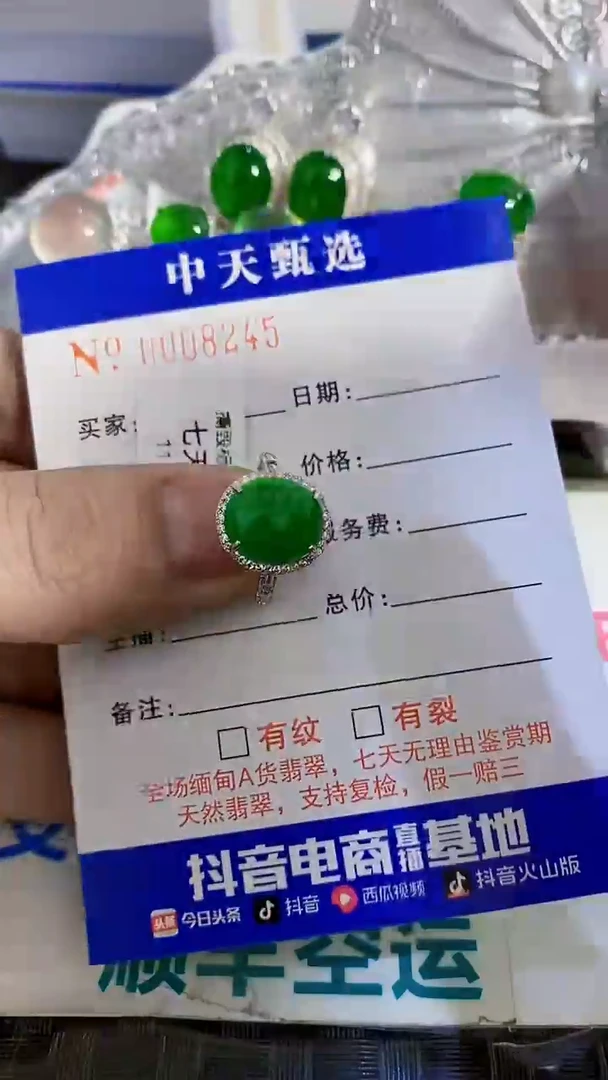 中天甄选
Nº 0008245
买家:
日期:
七天
价格:
务费:
总价:
备注:
有纹 有裂
全场缅甸A货翡翠，七天无理由鉴赏期
天然翡翠，支持复检，假一赔三
抖音电商直播基地
头条 今日头条 抖音 西瓜视频 抖音火山版
顺丰空运